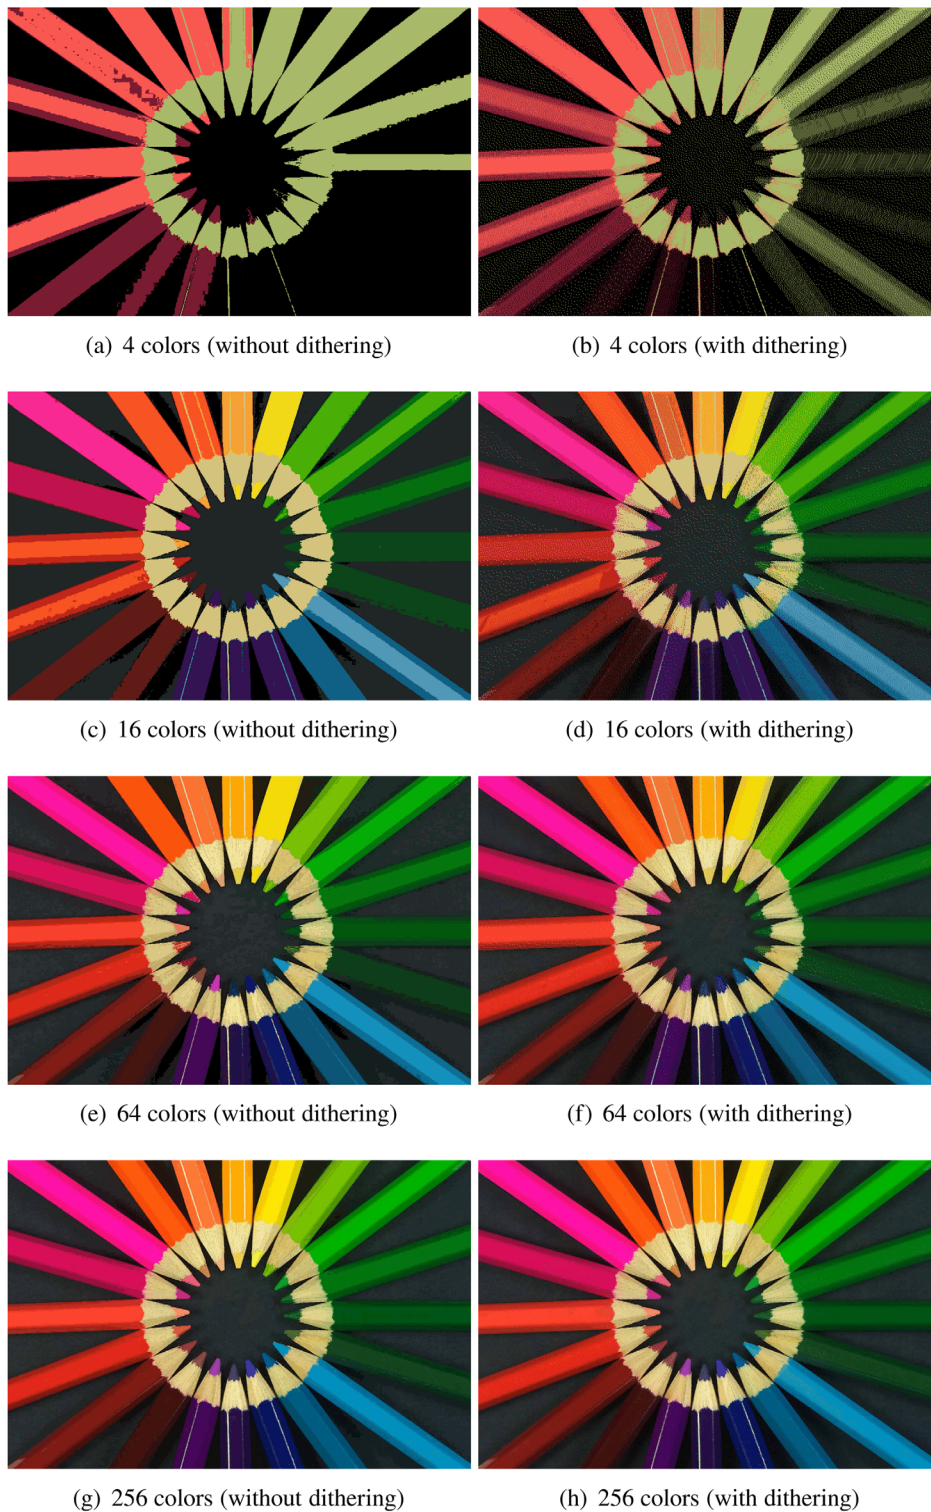 (a) 4 colors (without dithering)
(b) 4 colors (with dithering)
(c) 16 colors (without dithering)
(d) 16 colors (with dithering)
(e) 64 colors (without dithering)
(f) 64 colors (with dithering)
(g) 256 colors (without dithering)
(h) 256 colors (with dithering)